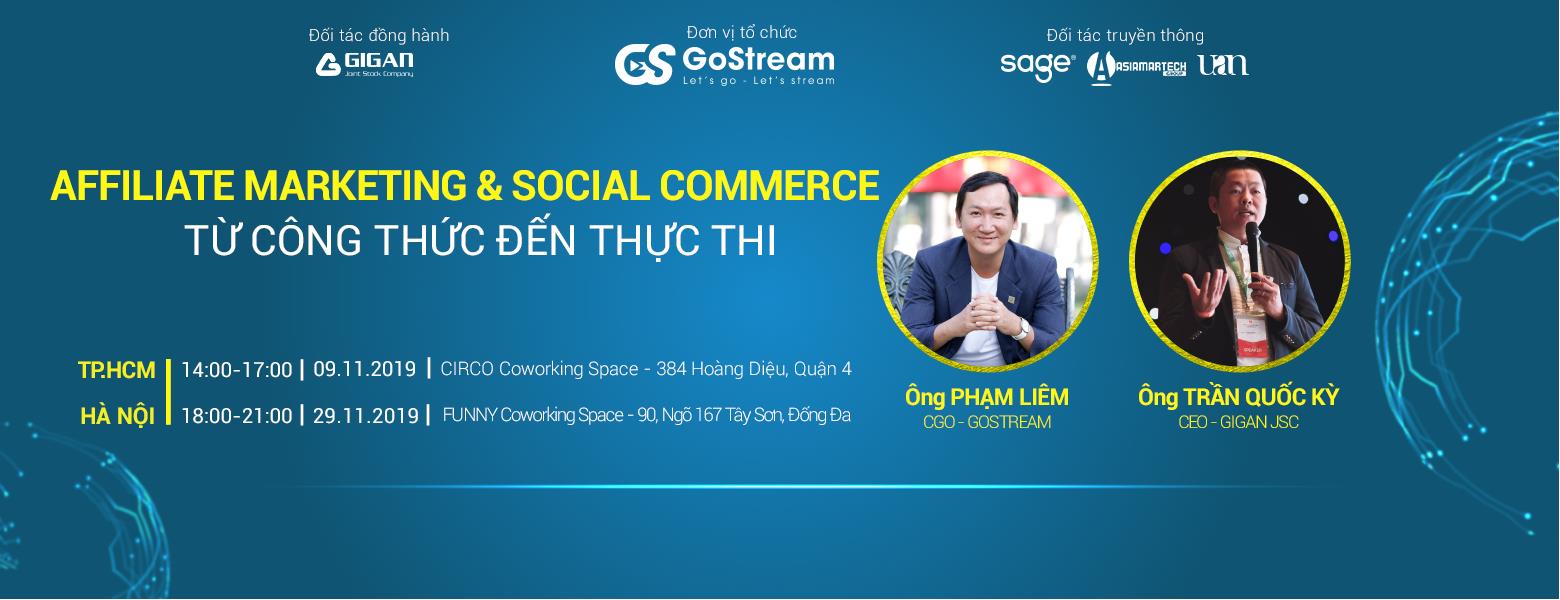 Đối tác đồng hành
GIGAN
Joint Stock Company
Đơn vị tổ chức
GS GoStream
Let's go - Let's stream
Đối tác truyền thông
sage®
ASIAMARTECH
GROUP
uan
AFFILIATE MARKETING & SOCIAL COMMERCE
TỪ CÔNG THỨC ĐẾN THỰC THI
TP.HCM | 14:00-17:00 | 09.11.2019 | CIRCO Coworking Space - 384 Hoàng Diệu, Quận 4
HÀ NỘI | 18:00-21:00 | 29.11.2019 | FUNNY Coworking Space - 90, Ngõ 167 Tây Sơn, Đống Đa
Ông PHẠM LIÊM
CGO - GOSTREAM
SPEAKER
Ông TRẦN QUỐC KỲ
CEO - GIGAN JSC